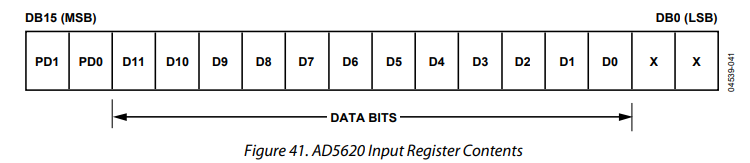 DB15 (MSB) DB0 (LSB)
PD1 PD0 D11 D10 D9 D8 D7 D6 D5 D4 D3 D2 D1 D0 X X
04539-041
DATA BITS
Figure 41. AD5620 Input Register Contents